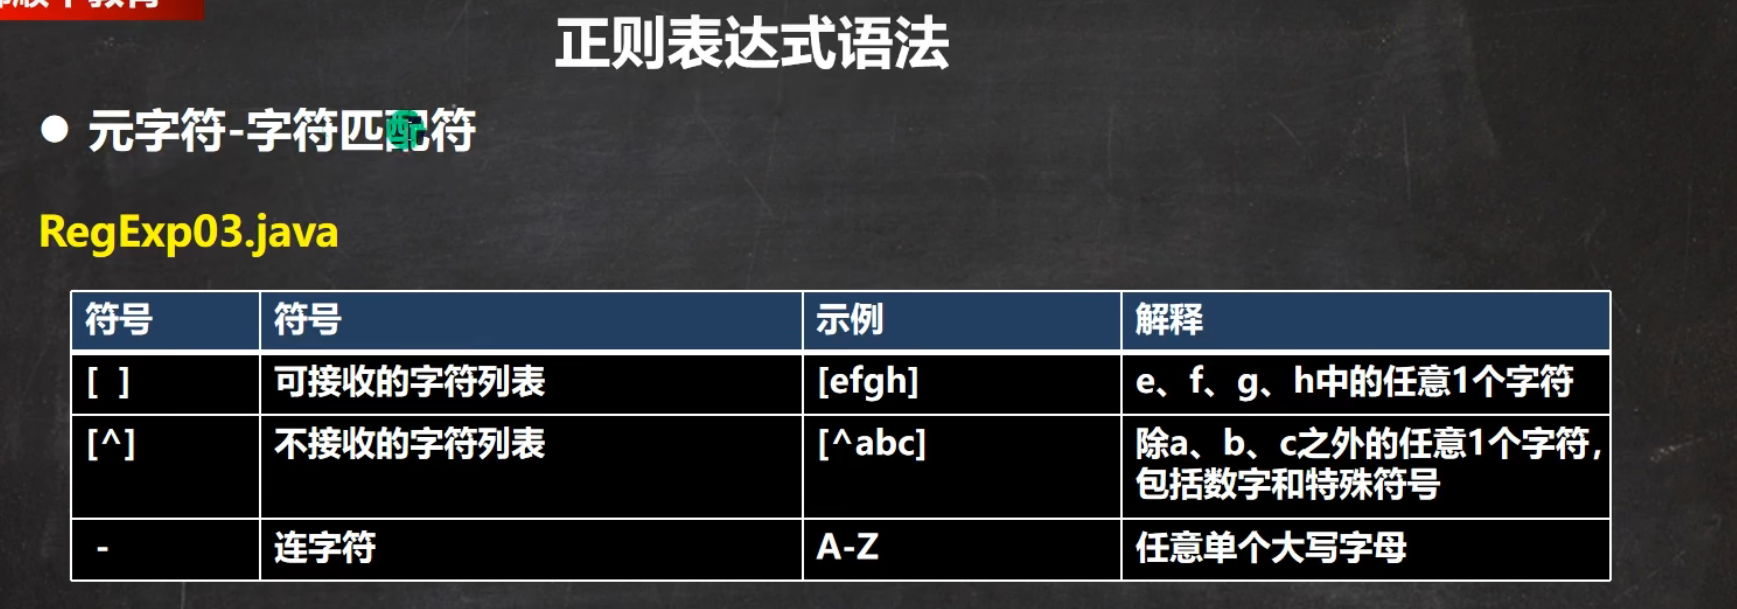 正则表达式语法
元字符-字符匹配符
RegExp03.java
符号 符号 示例 解释
[ ] 可接收的字符列表 [efgh] e、f、g、h中的任意1个字符
[^] 不接收的字符列表 [^abc] 除a、b、c之外的任意1个字符,
包括数字和特殊符号
- 连字符 A-Z 任意单个大写字母